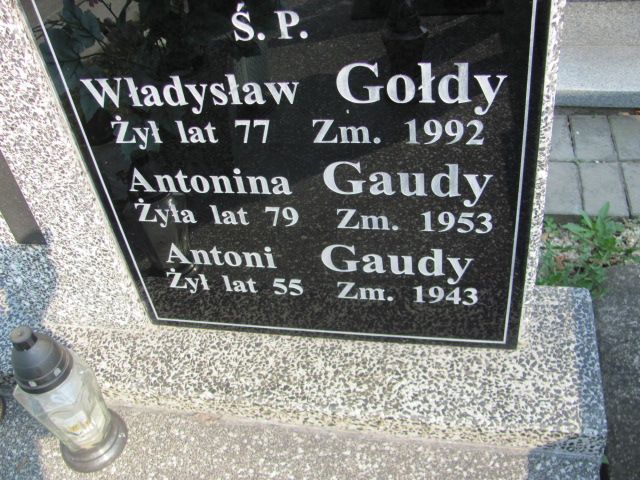 Ś. P.
Władysław Gołdy
Żył lat 77 Zm. 1992
Antonina Gaudy
Żyła lat 79 Zm. 1953
Antoni Gaudy
Żył lat 55 Zm. 1943